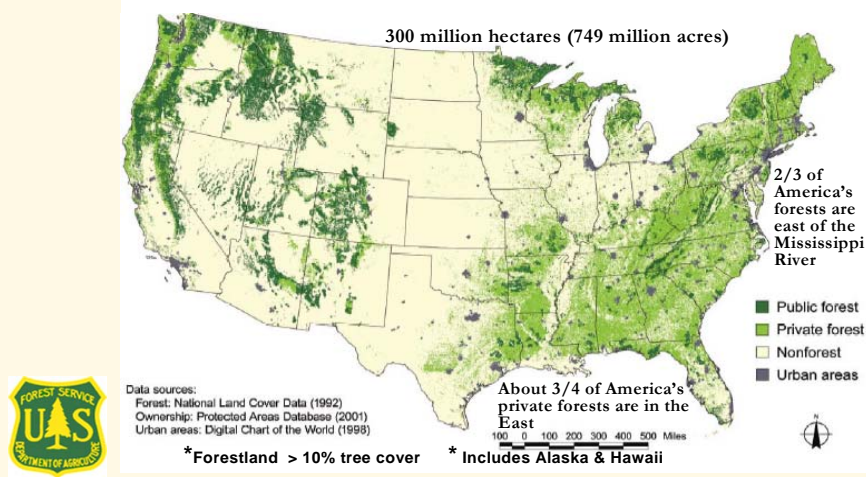 300 million hectares (749 million acres)
2/3 of
America's
forests are
east of the
Mississippi
River
Public forest
Private forest
Nonforest
Urban areas
Data sources:
Forest: National Land Cover Data (1992)
Ownership: Protected Areas Database (2001)
Urban areas: Digital Chart of the World (1998)
About 3/4 of America's
private forests are in the
East
100 0 100 200 300 400 500 Miles
N
*Forestland > 10% tree cover * Includes Alaska & Hawaii
FOREST SERVICE
US
DEPARTMENT OF AGRICULTURE